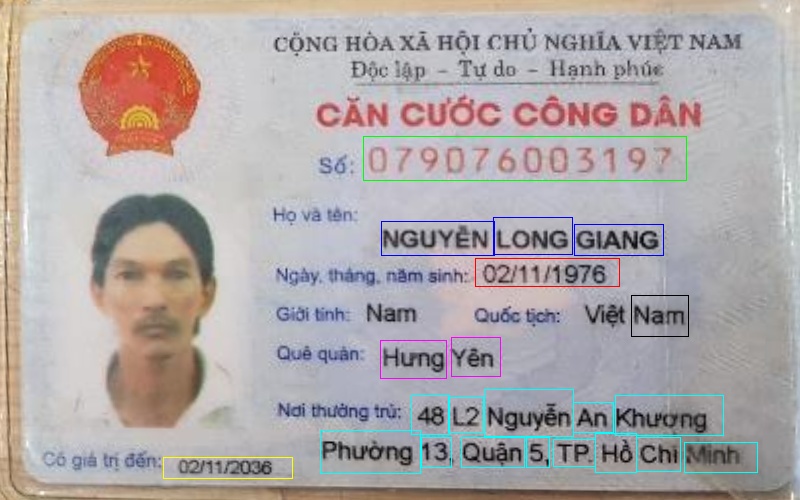 CỘNG HÒA XÃ HỘI CHỦ NGHĨA VIỆT NAM
Độc lập - Tự do - Hạnh phúc
CĂN CƯỚC CÔNG DÂN
Số: 079076003197
Họ và tên:
NGUYỄN LONG GIANG
Ngày, tháng, năm sinh: 02/11/1976
Giới tính: Nam Quốc tịch: Việt Nam
Quê quán: Hưng Yên
Nơi thường trú: 48 L2 Nguyễn An Khương
Phường 13, Quận 5, TP. Hồ Chí Minh
Có giá trị đến: 02/11/2036